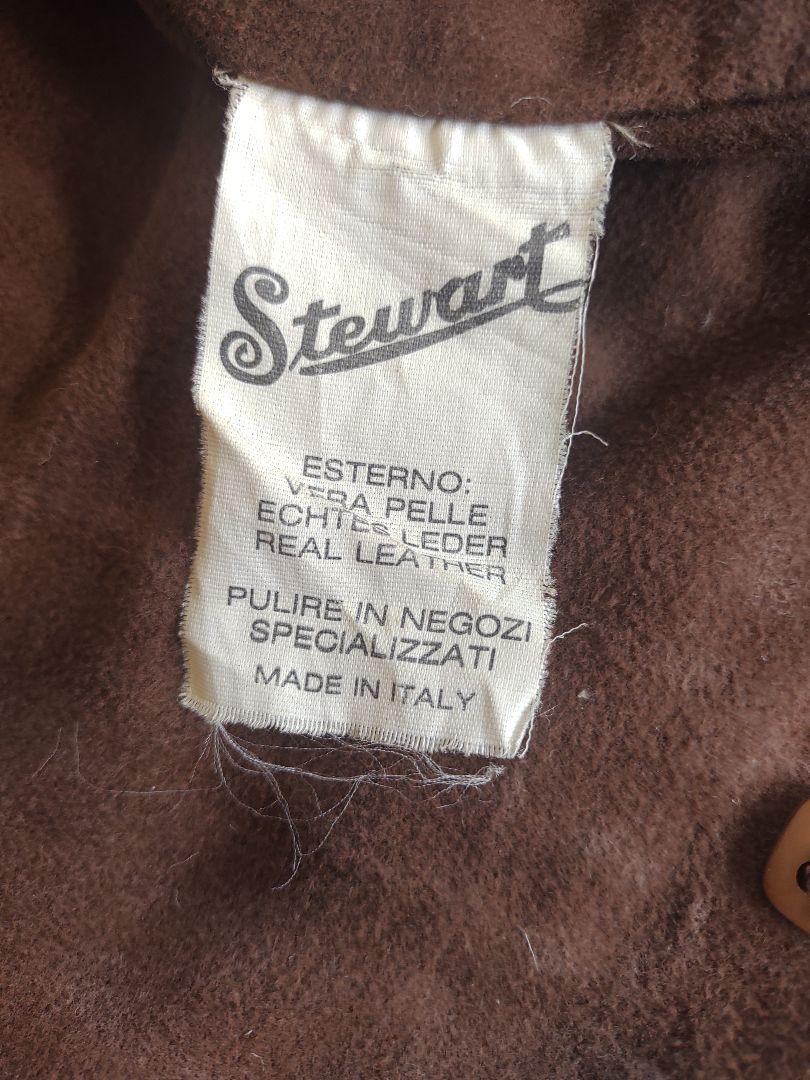 Stewart
ESTERNO:
VERA PELLE
ECHTES LEDER
REAL LEATHER
PULIRE IN NEGOZI
SPECIALIZZATI
MADE IN ITALY